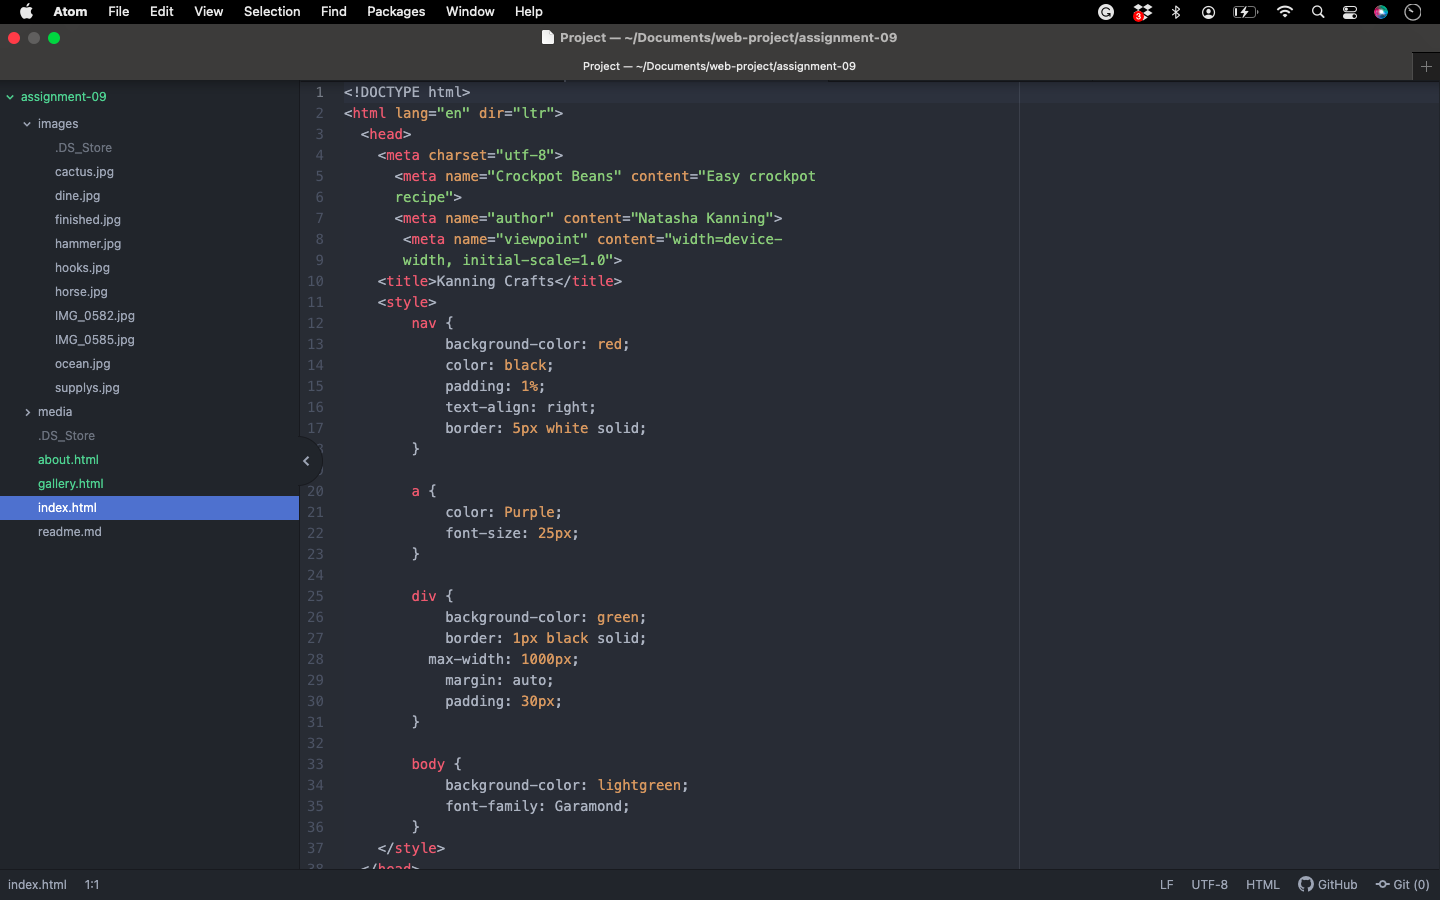 Atom File Edit View Selection Find Packages Window Help
3
Project — ~/Documents/web-project/assignment-09
Project — ~/Documents/web-project/assignment-09
assignment-09
images
.DS_Store
cactus.jpg
dine.jpg
finished.jpg
hammer.jpg
hooks.jpg
horse.jpg
IMG_0582.jpg
IMG_0585.jpg
ocean.jpg
supplys.jpg
media
.DS_Store
about.html
gallery.html
index.html
readme.md
1 <!DOCTYPE html>
2 <html lang="en" dir="ltr">
3 <head>
4 <meta charset="utf-8">
5 <meta name="Crockpot Beans" content="Easy crockpot
6 recipe">
7 <meta name="author" content="Natasha Kanning">
8 <meta name="viewpoint" content="width=device-
9 width, initial-scale=1.0">
10 <title>Kanning Crafts</title>
11 <style>
12 nav {
13 background-color: red;
14 color: black;
15 padding: 1%;
16 text-align: right;
17 border: 5px white solid;
}
20 a {
21 color: Purple;
22 font-size: 25px;
23 }
24
25 div {
26 background-color: green;
27 border: 1px black solid;
28 max-width: 1000px;
29 margin: auto;
30 padding: 30px;
31 }
32
33 body {
34 background-color: lightgreen;
35 font-family: Garamond;
36 }
37 </style>
38 </head>
index.html 1:1 LF UTF-8 HTML GitHub Git (0)